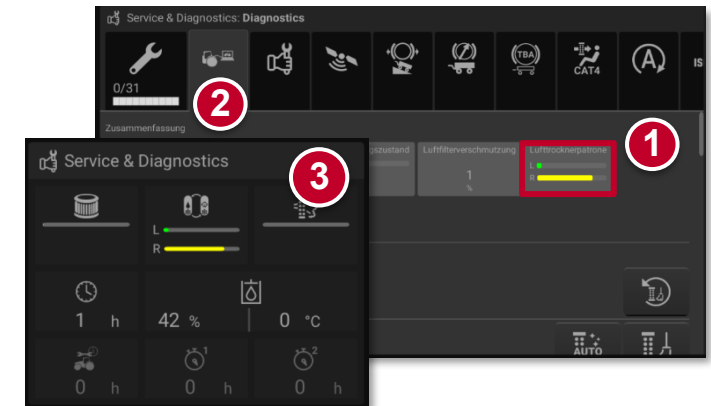 Service & Diagnostics: Diagnostics
0/31
TBA
CAT4
A
IS
2
Zusammenfassung
gszustand
Luftfilterverschmutzung
Lufttrocknerpatrone
1
L
R
1
%
Service & Diagnostics
3
L
R
1 h
42 %
0 °C
1
2
0 h
0 h
0 h
AUTO